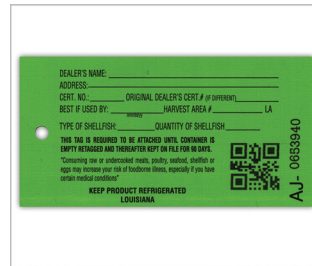 DEALER'S NAME:
ADDRESS:
CERT. NO.: ORIGINAL DEALER'S CERT.# (IF DIFFERENT)
BEST IF USED BY: HARVEST AREA # LA
TYPE OF SHELLFISH: QUANTITY OF SHELLFISH
THIS TAG IS REQUIRED TO BE ATTACHED UNTIL CONTAINER IS
EMPTY OR RETAGGED AND THEREAFTER KEPT ON FILE FOR 90 DAYS.
"Consuming raw or undercooked meats, poultry, seafood, shellfish or
eggs may increase your risk of foodborne illness, especially if you have
certain medical conditions"
KEEP PRODUCT REFRIGERATED
LOUISIANA
AJ- 0653940